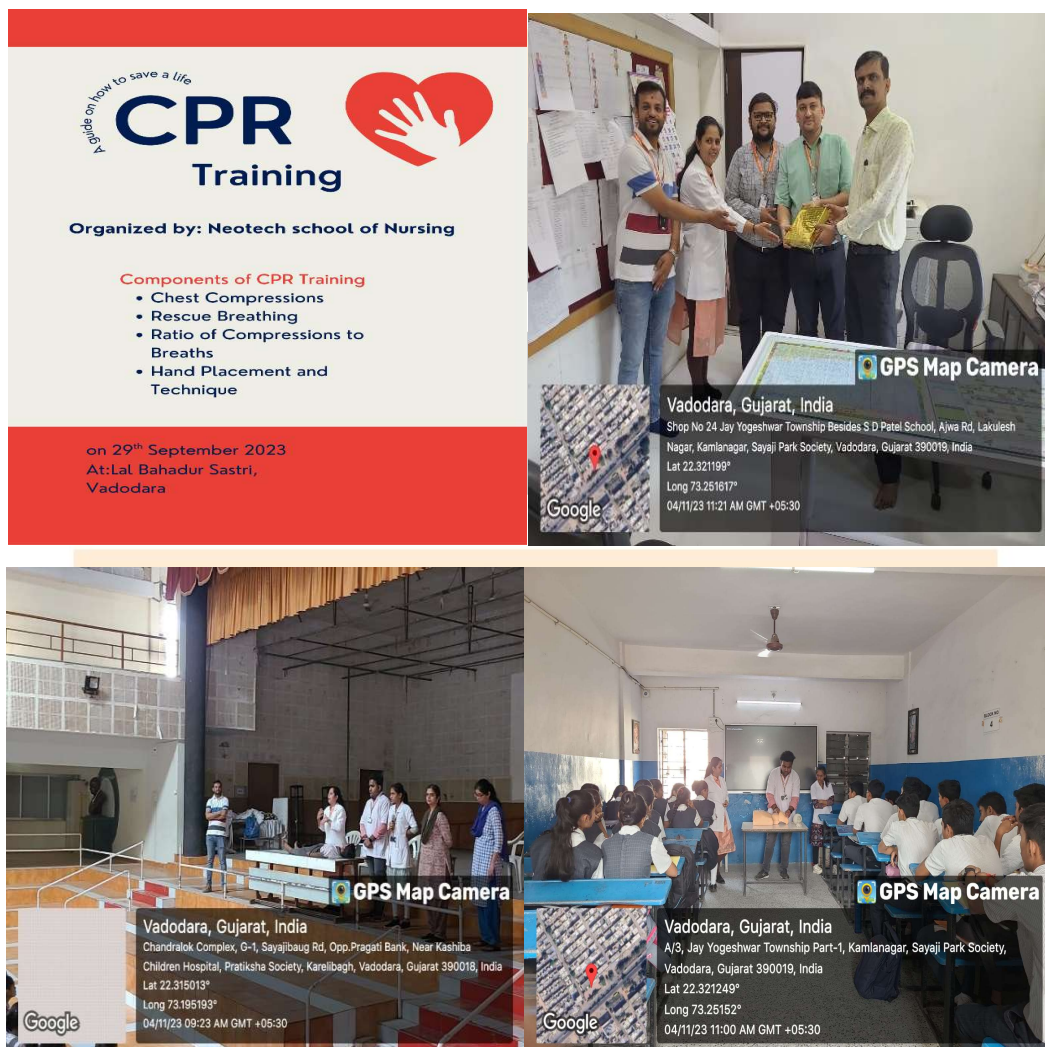 A guide on how to save a life
CPR
Training
Organized by: Neotech school of Nursing
Components of CPR Training
• Chest Compressions
• Rescue Breathing
• Ratio of Compressions to
Breaths
• Hand Placement and
Technique
on 29th September 2023
At:Lal Bahadur Sastri,
Vadodara
GPS Map Camera
Vadodara, Gujarat, India
Shop No 24 Jay Yogeshwar Township Besides S D Patel School, Ajwa Rd, Lakulesh
Nagar, Kamlanagar, Sayaji Park Society, Vadodara, Gujarat 390019, India
Lat 22.321199°
Long 73.251617°
04/11/23 11:21 AM GMT +05:30
Google
GPS Map Camera
Vadodara, Gujarat, India
Chandralok Complex, G-1, Sayajibaug Rd, Opp.Pragati Bank, Near Kashiba
Children Hospital, Pratiksha Society, Karelibagh, Vadodara, Gujarat 390018, India
Lat 22.315013°
Long 73.195193°
04/11/23 09:23 AM GMT +05:30
Google
GPS Map Camera
Vadodara, Gujarat, India
A/3, Jay Yogeshwar Township Part-1, Kamlanagar, Sayaji Park Society,
Vadodara, Gujarat 390019, India
Lat 22.321249°
Long 73.25152°
04/11/23 11:00 AM GMT +05:30
Google
4